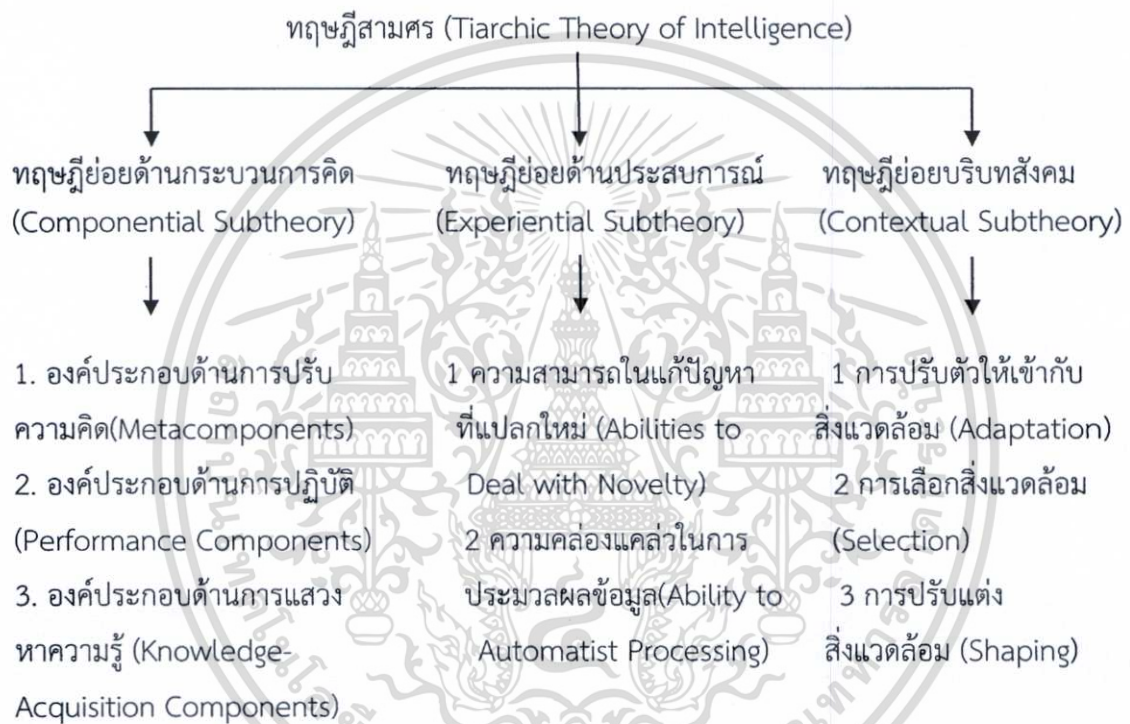 ทฤษฎีสามศร (Tiarchic Theory of Intelligence)
ทฤษฎีย่อยด้านกระบวนการคิด
(Componential Subtheory)
1. องค์ประกอบด้านการปรับ
ความคิด(Metacomponents)
2. องค์ประกอบด้านการปฏิบัติ
(Performance Components)
3. องค์ประกอบด้านการแสวง
หาความรู้ (Knowledge-
Acquisition Components)
ทฤษฎีย่อยด้านประสบการณ์
(Experiential Subtheory)
1 ความสามารถในแก้ปัญหา
ที่แปลกใหม่ (Abilities to
Deal with Novelty)
2 ความคล่องแคล่วในการ
ประมวลผลข้อมูล(Ability to
Automatist Processing)
ทฤษฎีย่อยบริบทสังคม
(Contextual Subtheory)
1 การปรับตัวให้เข้ากับ
สิ่งแวดล้อม (Adaptation)
2 การเลือกสิ่งแวดล้อม
(Selection)
3 การปรับแต่ง
สิ่งแวดล้อม (Shaping)